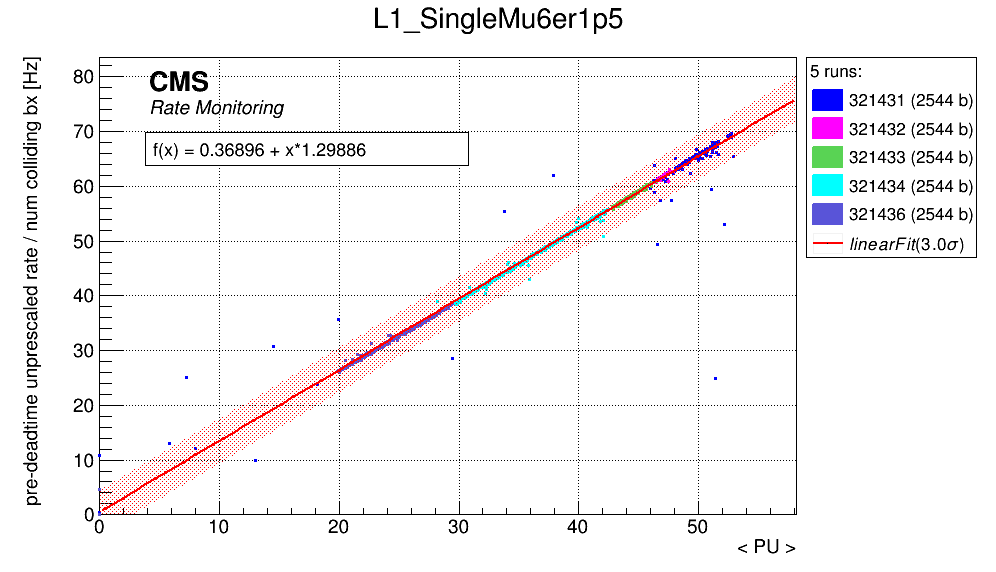 L1_SingleMu6er1p5
pre-deadtime unprescaled rate / num colliding bx [Hz]
80
70
60
50
40
30
20
10
0
CMS
Rate Monitoring
f(x) = 0.36896 + x*1.29886
0 10 20 30 40 50
< PU >
5 runs:
321431 (2544 b)
321432 (2544 b)
321433 (2544 b)
321434 (2544 b)
321436 (2544 b)
linearFit(3.0σ)